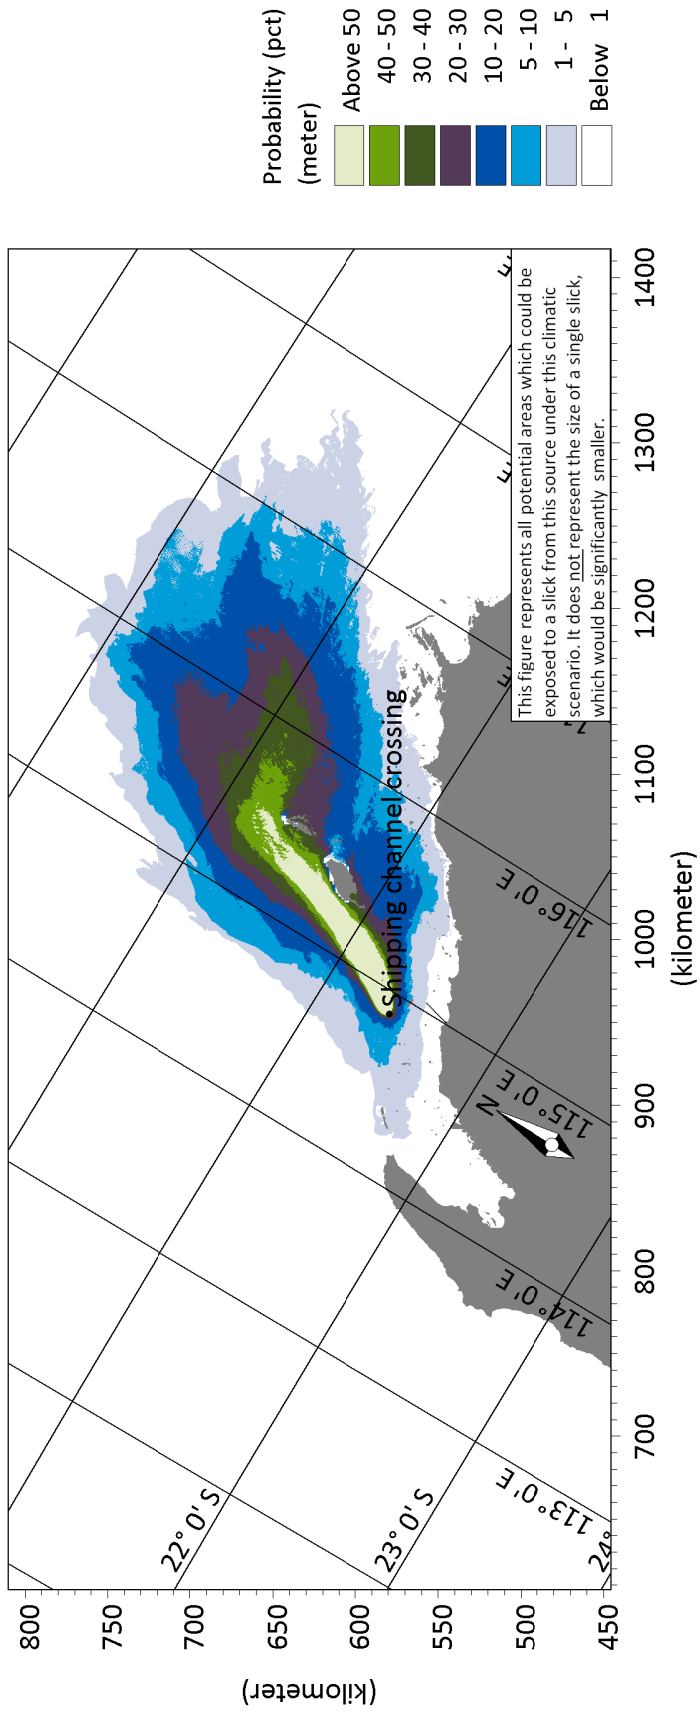 Probability (pct)
(meter)
Above 50
40 - 50
30 - 40
20 - 30
10 - 20
5 - 10
1 - 5
Below 1
800
750
700
650
600
550
500
450
(kilometer)
22° 0' S
23° 0' S
24°
113° 0' E
114° 0' E
115° 0' E
116° 0' E
N
Shipping channel crossing
This figure represents all potential areas which could be
exposed to a slick from this source under this climatic
scenario. It does not represent the size of a single slick,
which would be significantly smaller.
700
800
900
1000
1100
1200
1300
1400
(kilometer)